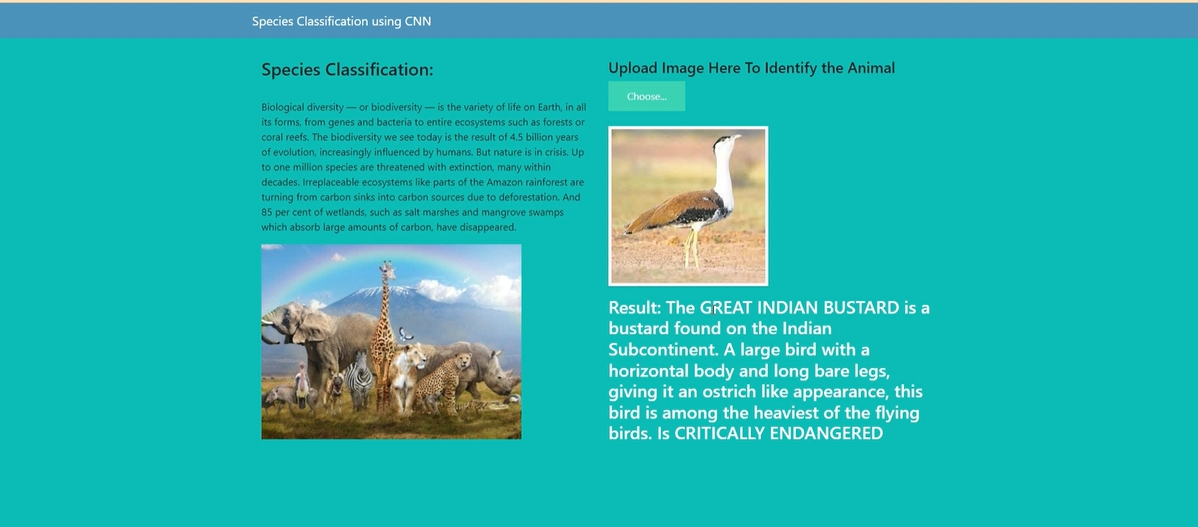 Species Classification using CNN
Species Classification:
Biological diversity — or biodiversity — is the variety of life on Earth, in all
its forms, from genes and bacteria to entire ecosystems such as forests or
coral reefs. The biodiversity we see today is the result of 4.5 billion years
of evolution, increasingly influenced by humans. But nature is in crisis. Up
to one million species are threatened with extinction, many within
decades. Irreplaceable ecosystems like parts of the Amazon rainforest are
turning from carbon sinks into carbon sources due to deforestation. And
85 per cent of wetlands, such as salt marshes and mangrove swamps
which absorb large amounts of carbon, have disappeared.
Upload Image Here To Identify the Animal
Choose...
Result: The GREAT INDIAN BUSTARD is a
bustard found on the Indian
Subcontinent. A large bird with a
horizontal body and long bare legs,
giving it an ostrich like appearance, this
bird is among the heaviest of the flying
birds. Is CRITICALLY ENDANGERED